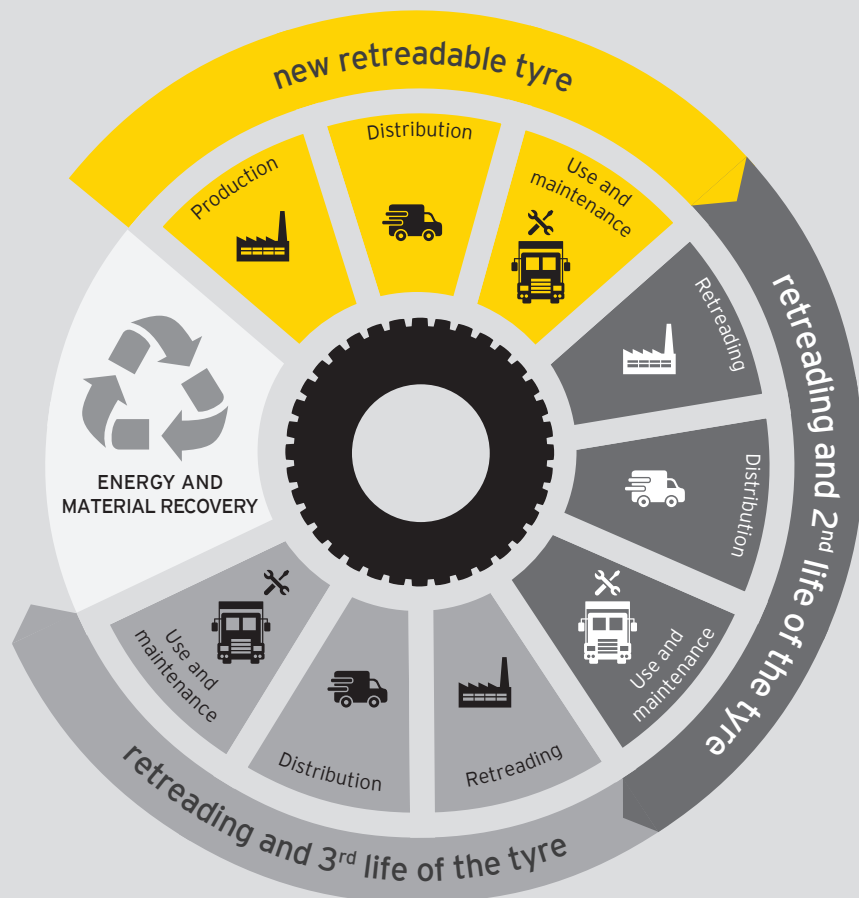 new retreadable tyre
Production
Distribution
Use and
maintenance
retreading and 2nd life of the tyre
Retreading
Distribution
Use and
maintenance
retreading and 3rd life of the tyre
Retreading
Distribution
Use and
maintenance
ENERGY AND
MATERIAL RECOVERY